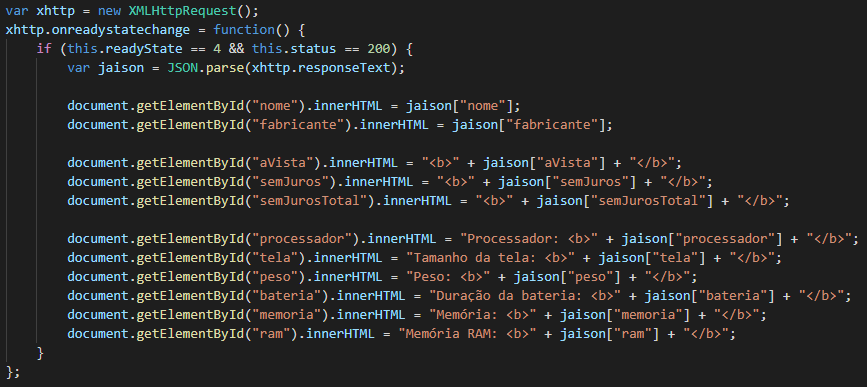 var xhttp = new XMLHttpRequest();
xhttp.onreadystatechange = function() {
    if (this.readyState == 4 && this.status == 200) {
        var jaison = JSON.parse(xhttp.responseText);

        document.getElementById("nome").innerHTML = jaison["nome"];
        document.getElementById("fabricante").innerHTML = jaison["fabricante"];

        document.getElementById("aVista").innerHTML = "<b>" + jaison["aVista"] + "</b>";
        document.getElementById("semJuros").innerHTML = "<b>" + jaison["semJuros"] + "</b>";
        document.getElementById("semJurosTotal").innerHTML = "<b>" + jaison["semJurosTotal"] + "</b>";

        document.getElementById("processador").innerHTML = "Processador: <b>" + jaison["processador"] + "</b>";
        document.getElementById("tela").innerHTML = "Tamanho da tela: <b>" + jaison["tela"] + "</b>";
        document.getElementById("peso").innerHTML = "Peso: <b>" + jaison["peso"] + "</b>";
        document.getElementById("bateria").innerHTML = "Duração da bateria: <b>" + jaison["bateria"] + "</b>";
        document.getElementById("memoria").innerHTML = "Memória: <b>" + jaison["memoria"] + "</b>";
        document.getElementById("ram").innerHTML = "Memória RAM: <b>" + jaison["ram"] + "</b>";
    }
};